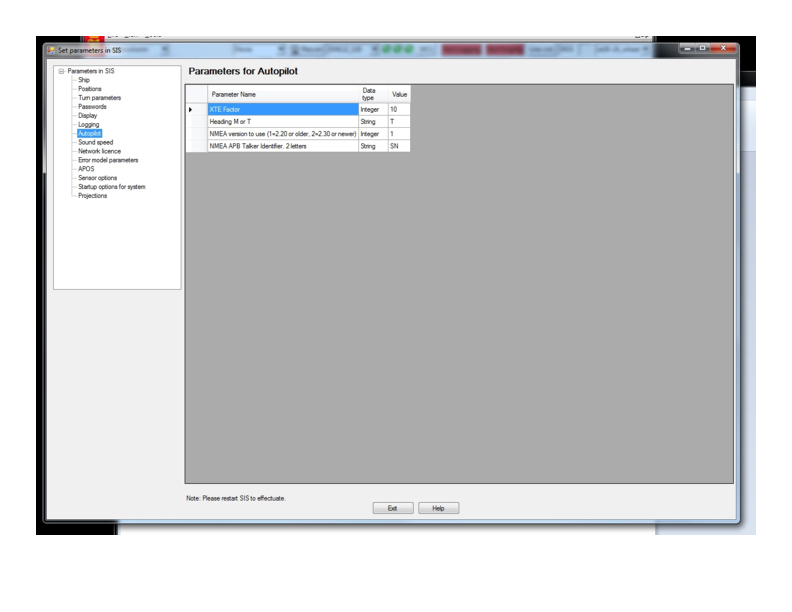 Set parameters in SIS
Parameters in SIS
Ship
Positions
Turn parameters
Passwords
Display
Logging
Autopilot
Sound speed
Network licence
Error model parameters
APOS
Sensor options
Startup options for system
Projections
Parameters for Autopilot
Parameter Name Data type Value
XTE Factor Integer 10
Heading M or T String T
NMEA version to use (1=2.20 or older, 2=2.30 or newer) Integer 1
NMEA APB Talker Identifier. 2 letters String SN
Note: Please restart SIS to effectuate.
Exit Help